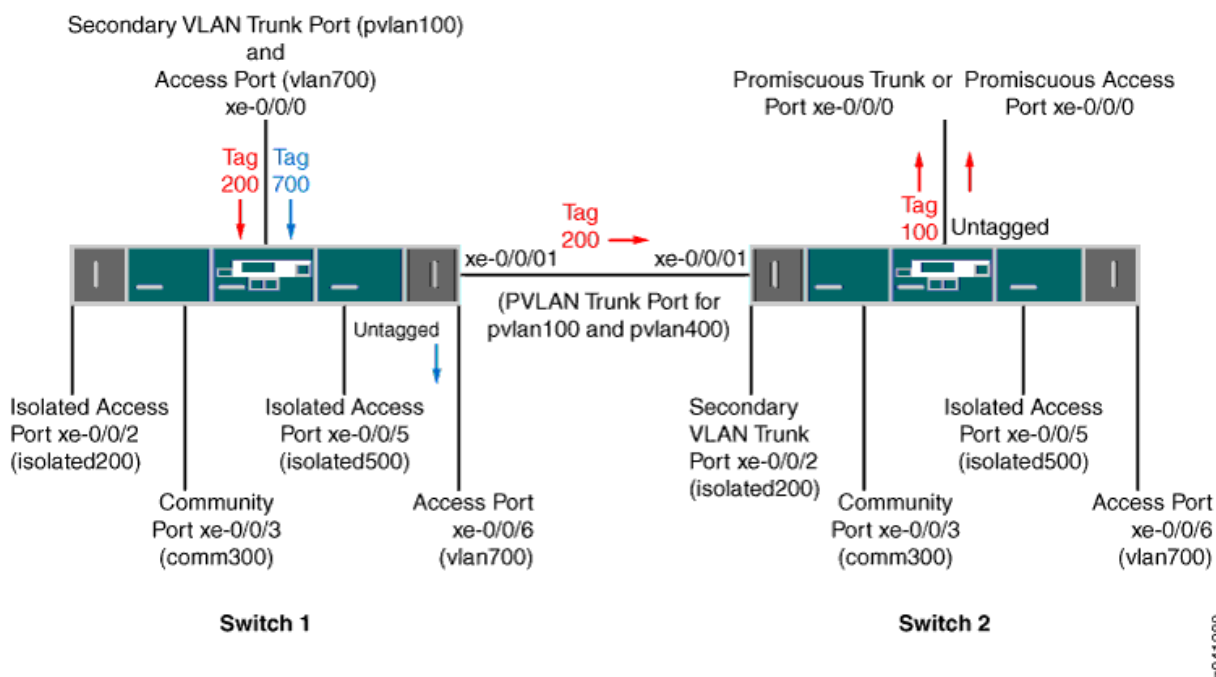 Secondary VLAN Trunk Port (pvlan100)
and
Access Port (vlan700)
xe-0/0/0
Promiscuous Trunk or
Port xe-0/0/0
Promiscuous Access
Port xe-0/0/0
Tag
200
Tag
700
Tag
200
Tag
100
Untagged
xe-0/0/01
xe-0/0/01
(PVLAN Trunk Port for
pvlan100 and pvlan400)
Untagged
Isolated Access
Port xe-0/0/2
(isolated200)
Isolated Access
Port xe-0/0/5
(isolated500)
Community
Port xe-0/0/3
(comm300)
Access Port
xe-0/0/6
(vlan700)
Secondary
VLAN Trunk
Port xe-0/0/2
(isolated200)
Isolated Access
Port xe-0/0/5
(isolated500)
Community
Port xe-0/0/3
(comm300)
Access Port
xe-0/0/6
(vlan700)
Switch 1
Switch 2